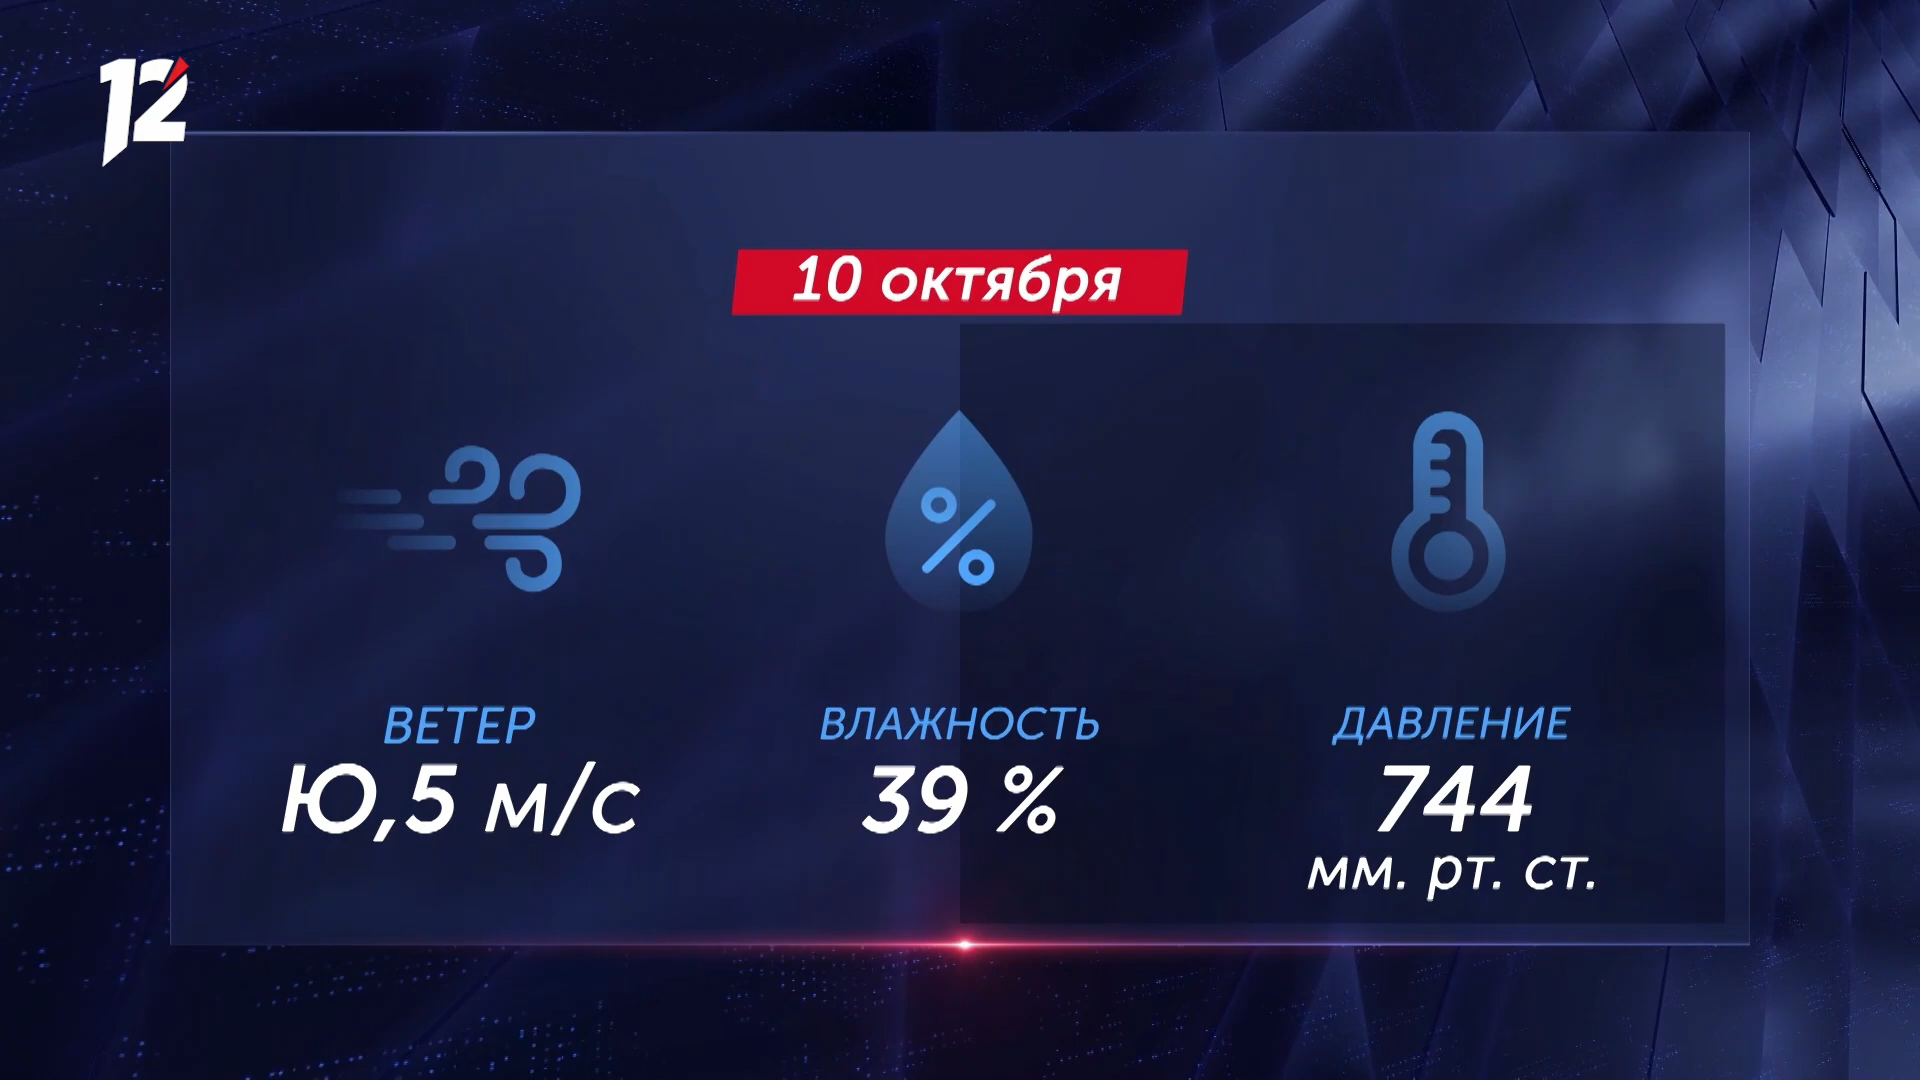 12
10 октября
ВЕТЕР
Ю,5 м/с
ВЛАЖНОСТЬ
39 %
ДАВЛЕНИЕ
744
мм. рт. ст.